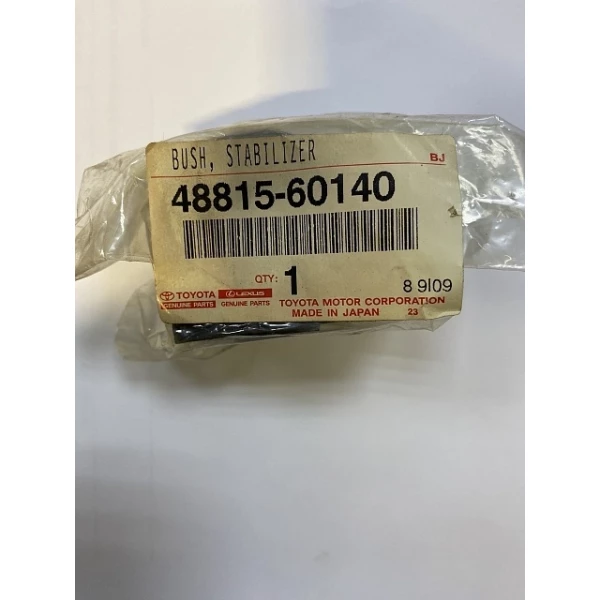 BUSH, STABILIZER
BJ
48815-60140
QTY: 1
8 9I09
TOYOTA LEXUS
GENUINE PARTS GENUINE PARTS
TOYOTA MOTOR CORPORATION
MADE IN JAPAN 23